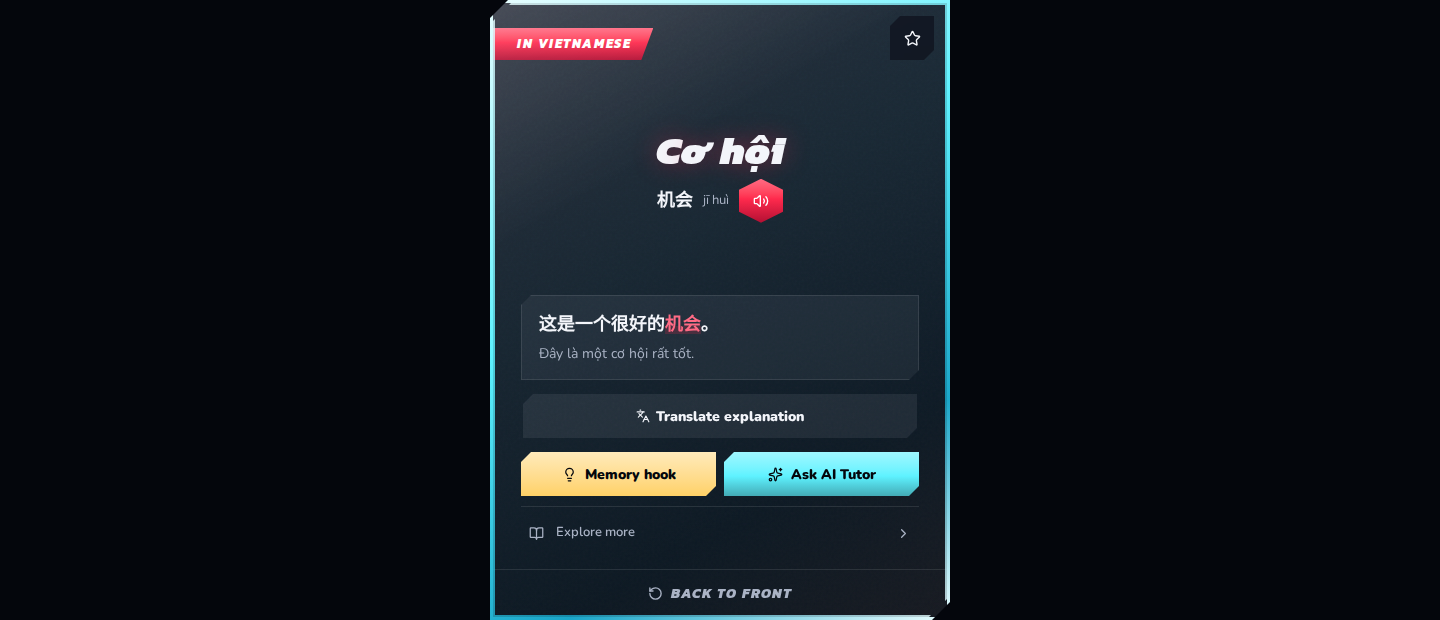 IN VIETNAMESE
Cơ hội
机会 jī huì
这是一个很好的机会。
Đây là một cơ hội rất tốt.
Translate explanation
Memory hook
Ask AI Tutor
Explore more
BACK TO FRONT